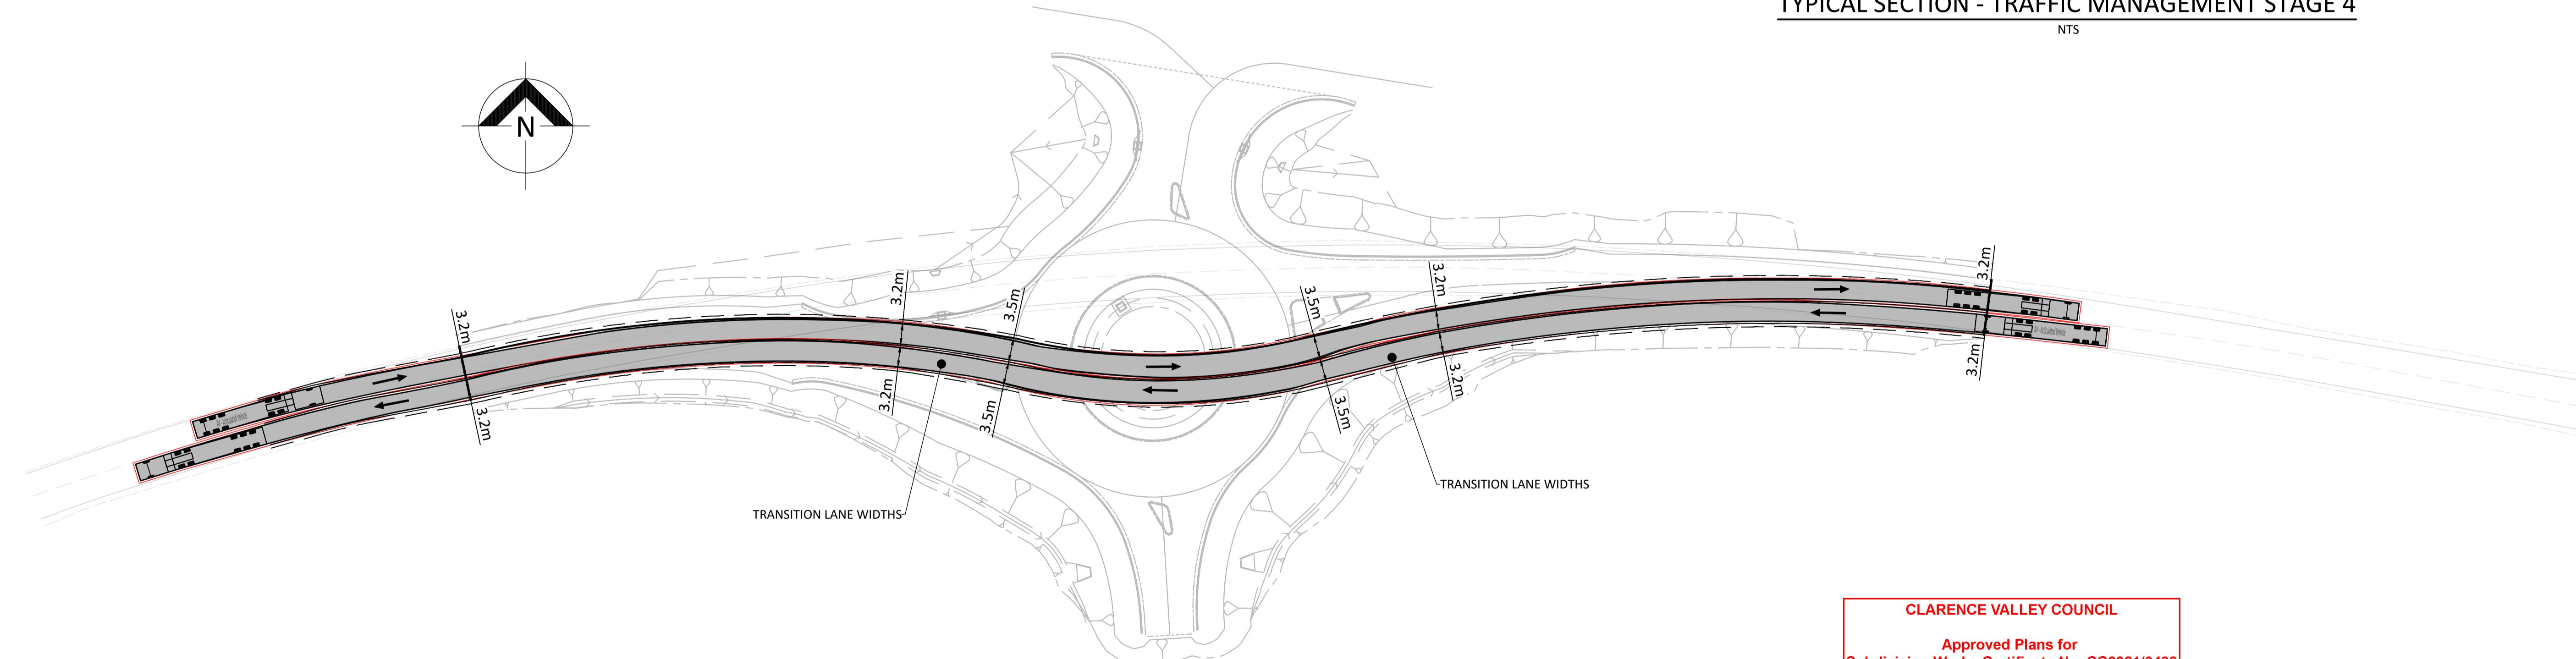 TYPICAL SECTION - TRAFFIC MANAGEMENT STAGE 4
NTS
N
3.2m
3.2m
3.2m
3.2m
3.5m
3.5m
3.5m
3.5m
3.2m
3.2m
3.2m
3.2m
TRANSITION LANE WIDTHS
TRANSITION LANE WIDTHS
CLARENCE VALLEY COUNCIL
Approved Plans for